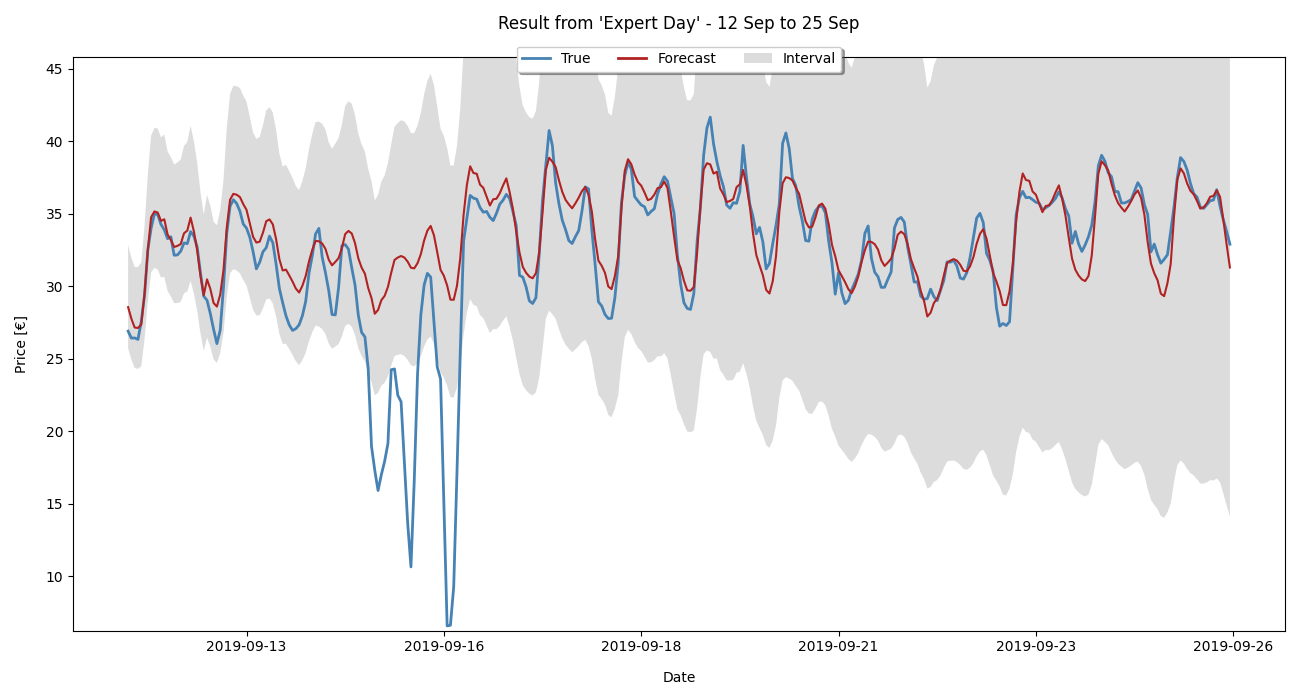 Result from 'Expert Day' - 12 Sep to 25 Sep
True Forecast Interval
45
40
35
30
25
20
15
10
Price [€]
2019-09-13 2019-09-16 2019-09-18 2019-09-21 2019-09-23 2019-09-26
Date